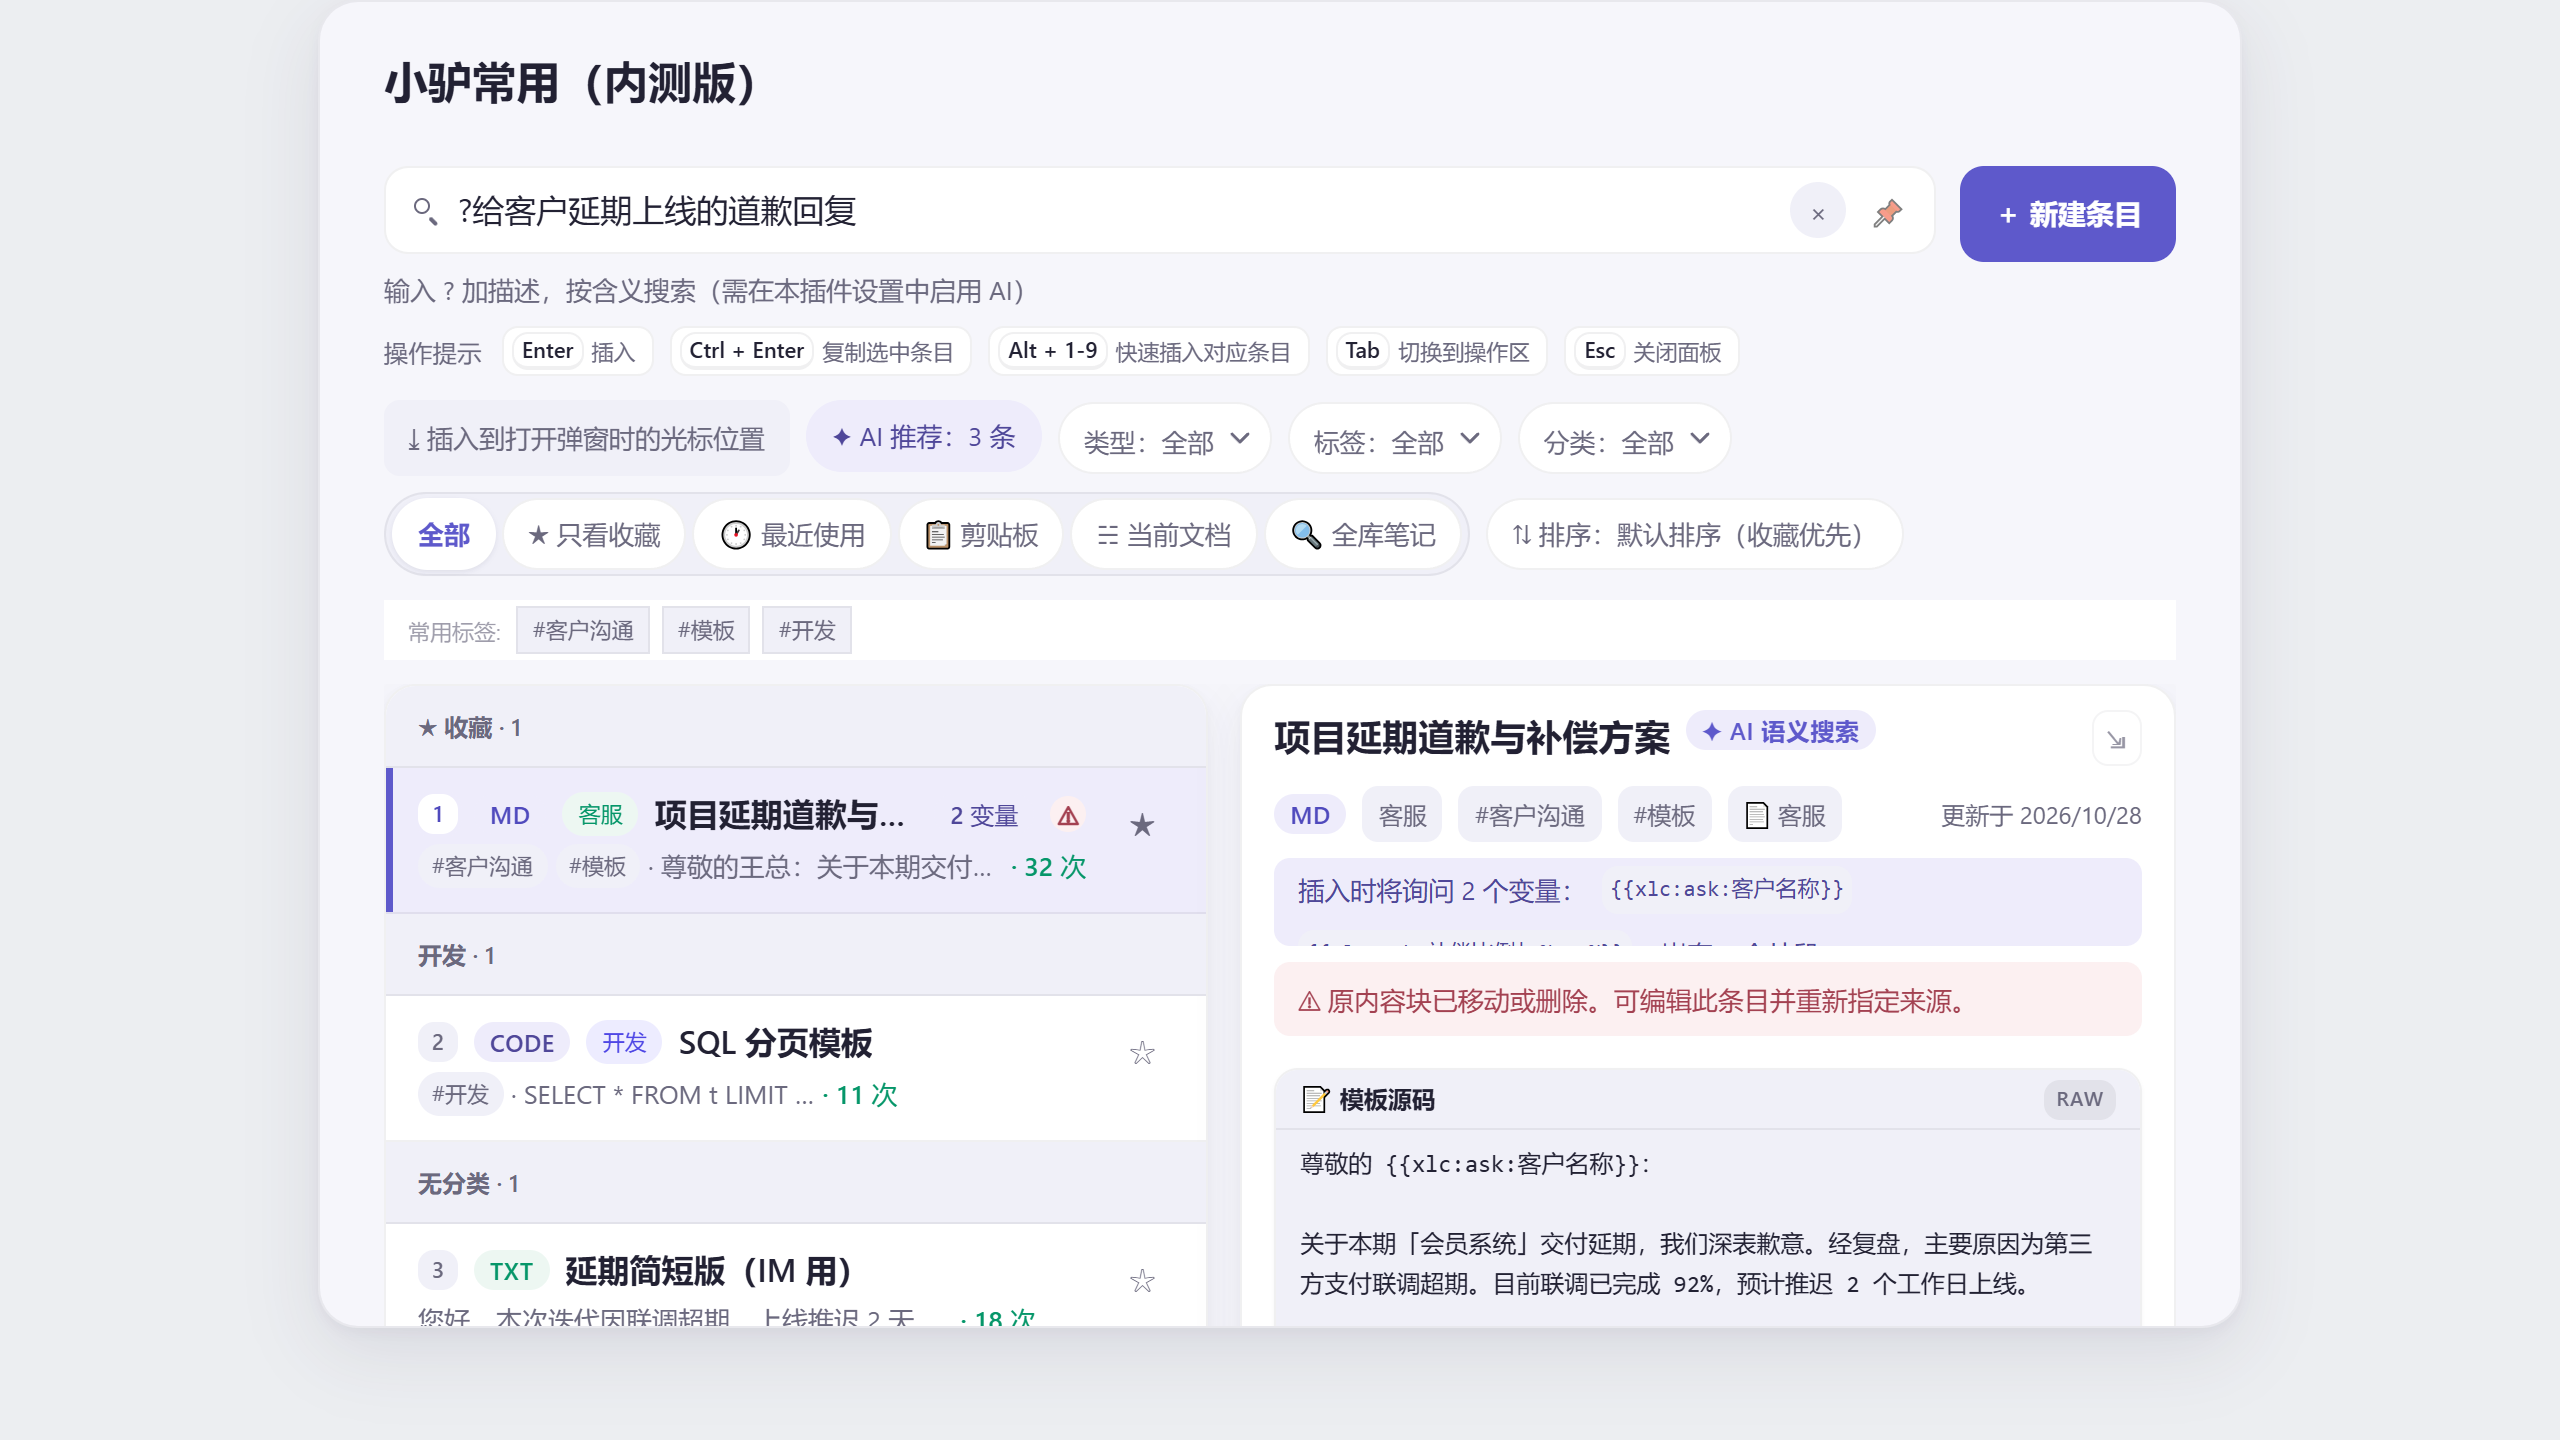 小驴常用（内测版）
?给客户延期上线的道歉回复
×
+ 新建条目
输入 ? 加描述，按含义搜索（需在本插件设置中启用 AI）
操作提示 Enter 插入 Ctrl + Enter 复制选中条目 Alt + 1-9 快速插入对应条目 Tab 切换到操作区 Esc 关闭面板
⤓插入到打开弹窗时的光标位置 ✦ AI 推荐：3 条 类型：全部 标签：全部 分类：全部
全部 ★ 只看收藏 🕐 最近使用 📋 剪贴板 ☵ 当前文档 🔍 全库笔记 ⇅ 排序：默认排序（收藏优先）
常用标签: #客户沟通 #模板 #开发
★ 收藏 · 1
1 MD 客服 项目延期道歉与... 2 变量 ⚠ ★
#客户沟通 #模板 · 尊敬的王总：关于本期交付... · 32 次
开发 · 1
2 CODE 开发 SQL 分页模板 ☆
#开发 · SELECT * FROM t LIMIT ... · 11 次
无分类 · 1
3 TXT 延期简短版（IM 用） ☆
您好，本次迭代因联调超期，上线推迟 2 天 · 18 次
项目延期道歉与补偿方案 ✦ AI 语义搜索
MD 客服 #客户沟通 #模板 📄 客服 更新于 2026/10/28
插入时将询问 2 个变量： {{xlc:ask:客户名称}}
⚠ 原内容块已移动或删除。可编辑此条目并重新指定来源。
📝 模板源码 RAW
尊敬的 {{xlc:ask:客户名称}}：
关于本期「会员系统」交付延期，我们深表歉意。经复盘，主要原因为第三
方支付联调超期。目前联调已完成 92%，预计推迟 2 个工作日上线。